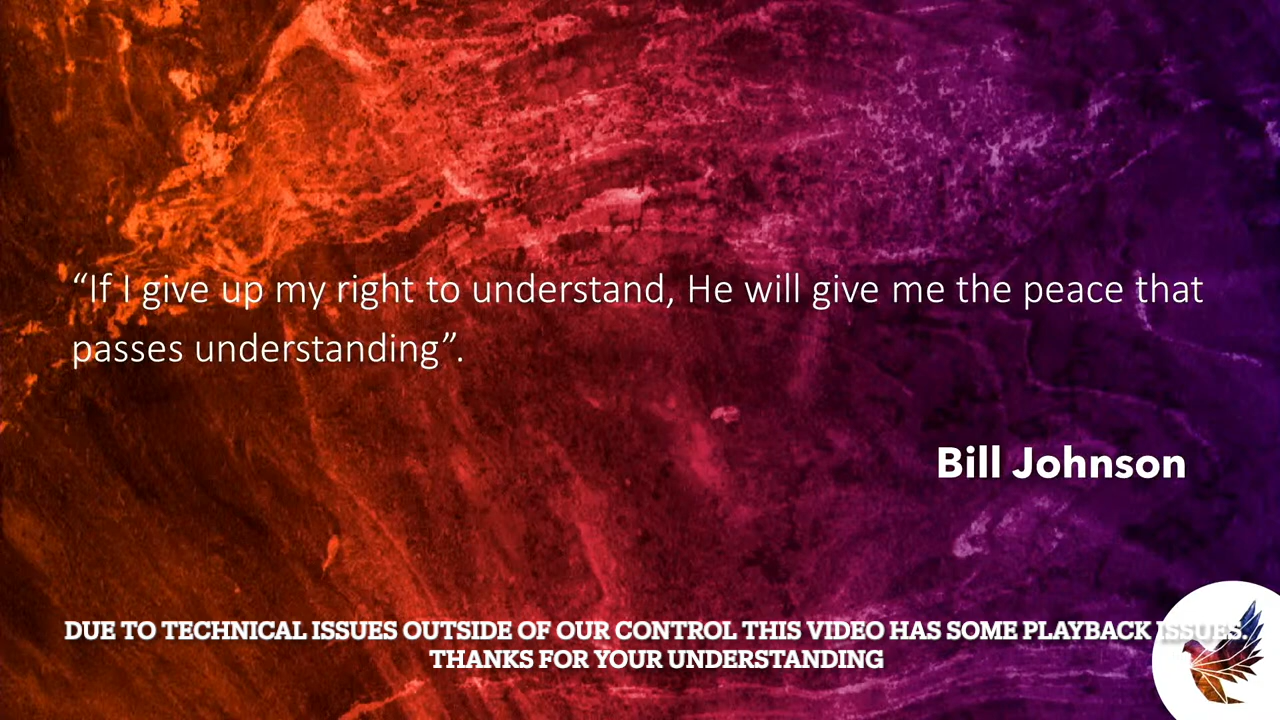 “If I give up my right to understand, He will give me the peace that
passes understanding”.
Bill Johnson
DUE TO TECHNICAL ISSUES OUTSIDE OF OUR CONTROL THIS VIDEO HAS SOME PLAYBACK ISSUES.
THANKS FOR YOUR UNDERSTANDING